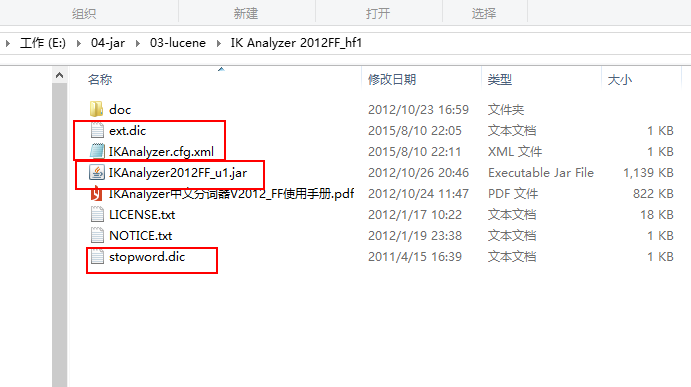 组织 新建 打开 选择
工作 (E:) 04-jar 03-lucene IK Analyzer 2012FF_hf1
名称 修改日期 类型 大小
doc 2012/10/23 16:59 文件夹
ext.dic 2015/8/10 22:05 文本文档 1 KB
IKAnalyzer.cfg.xml 2015/8/10 22:11 XML 文件 1 KB
IKAnalyzer2012FF_u1.jar 2012/10/26 20:46 Executable Jar File 1,139 KB
IKAnalyzer中文分词器V2012_FF使用手册.pdf 2012/10/24 11:47 PDF 文件 822 KB
LICENSE.txt 2012/1/17 10:22 文本文档 18 KB
NOTICE.txt 2012/1/19 23:38 文本文档 1 KB
stopword.dic 2011/4/15 16:39 文本文档 1 KB